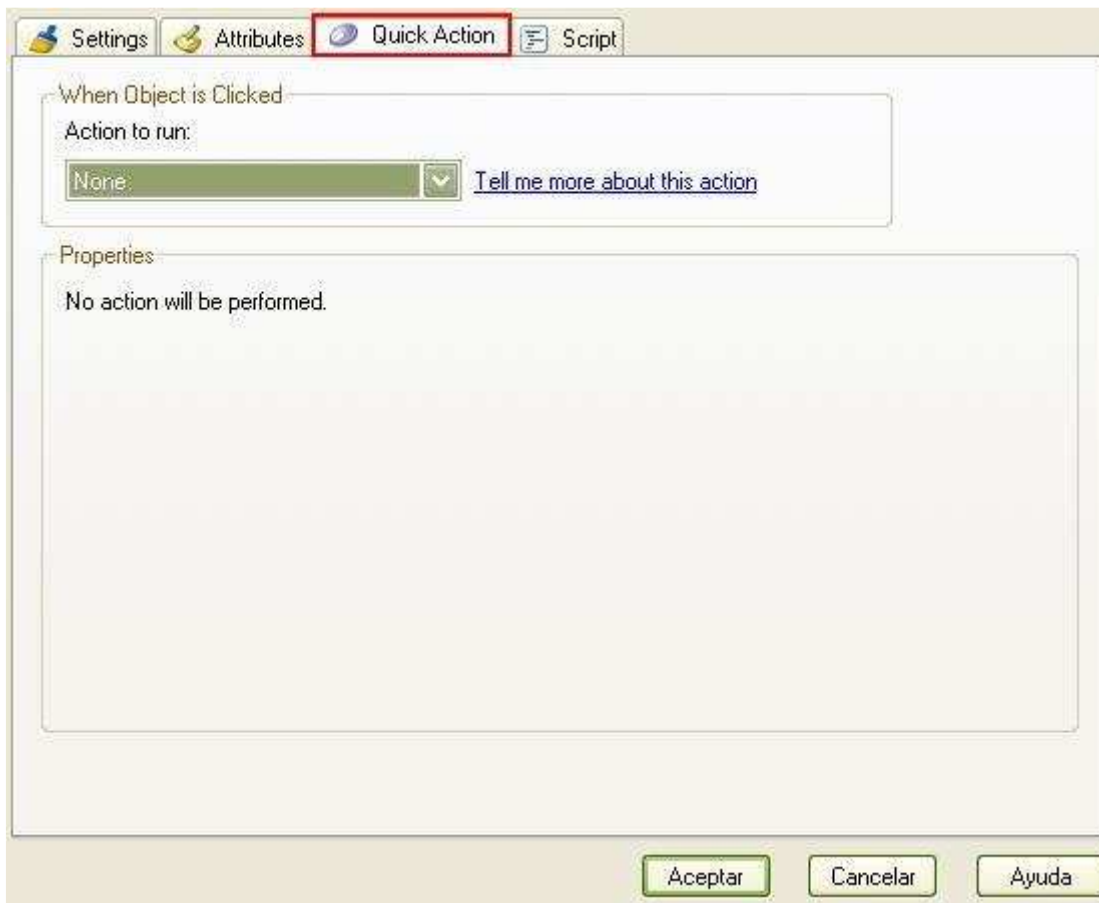 Settings Attributes Quick Action Script
When Object is Clicked
Action to run:
None Tell me more about this action
Properties
No action will be performed.
Aceptar Cancelar Ayuda